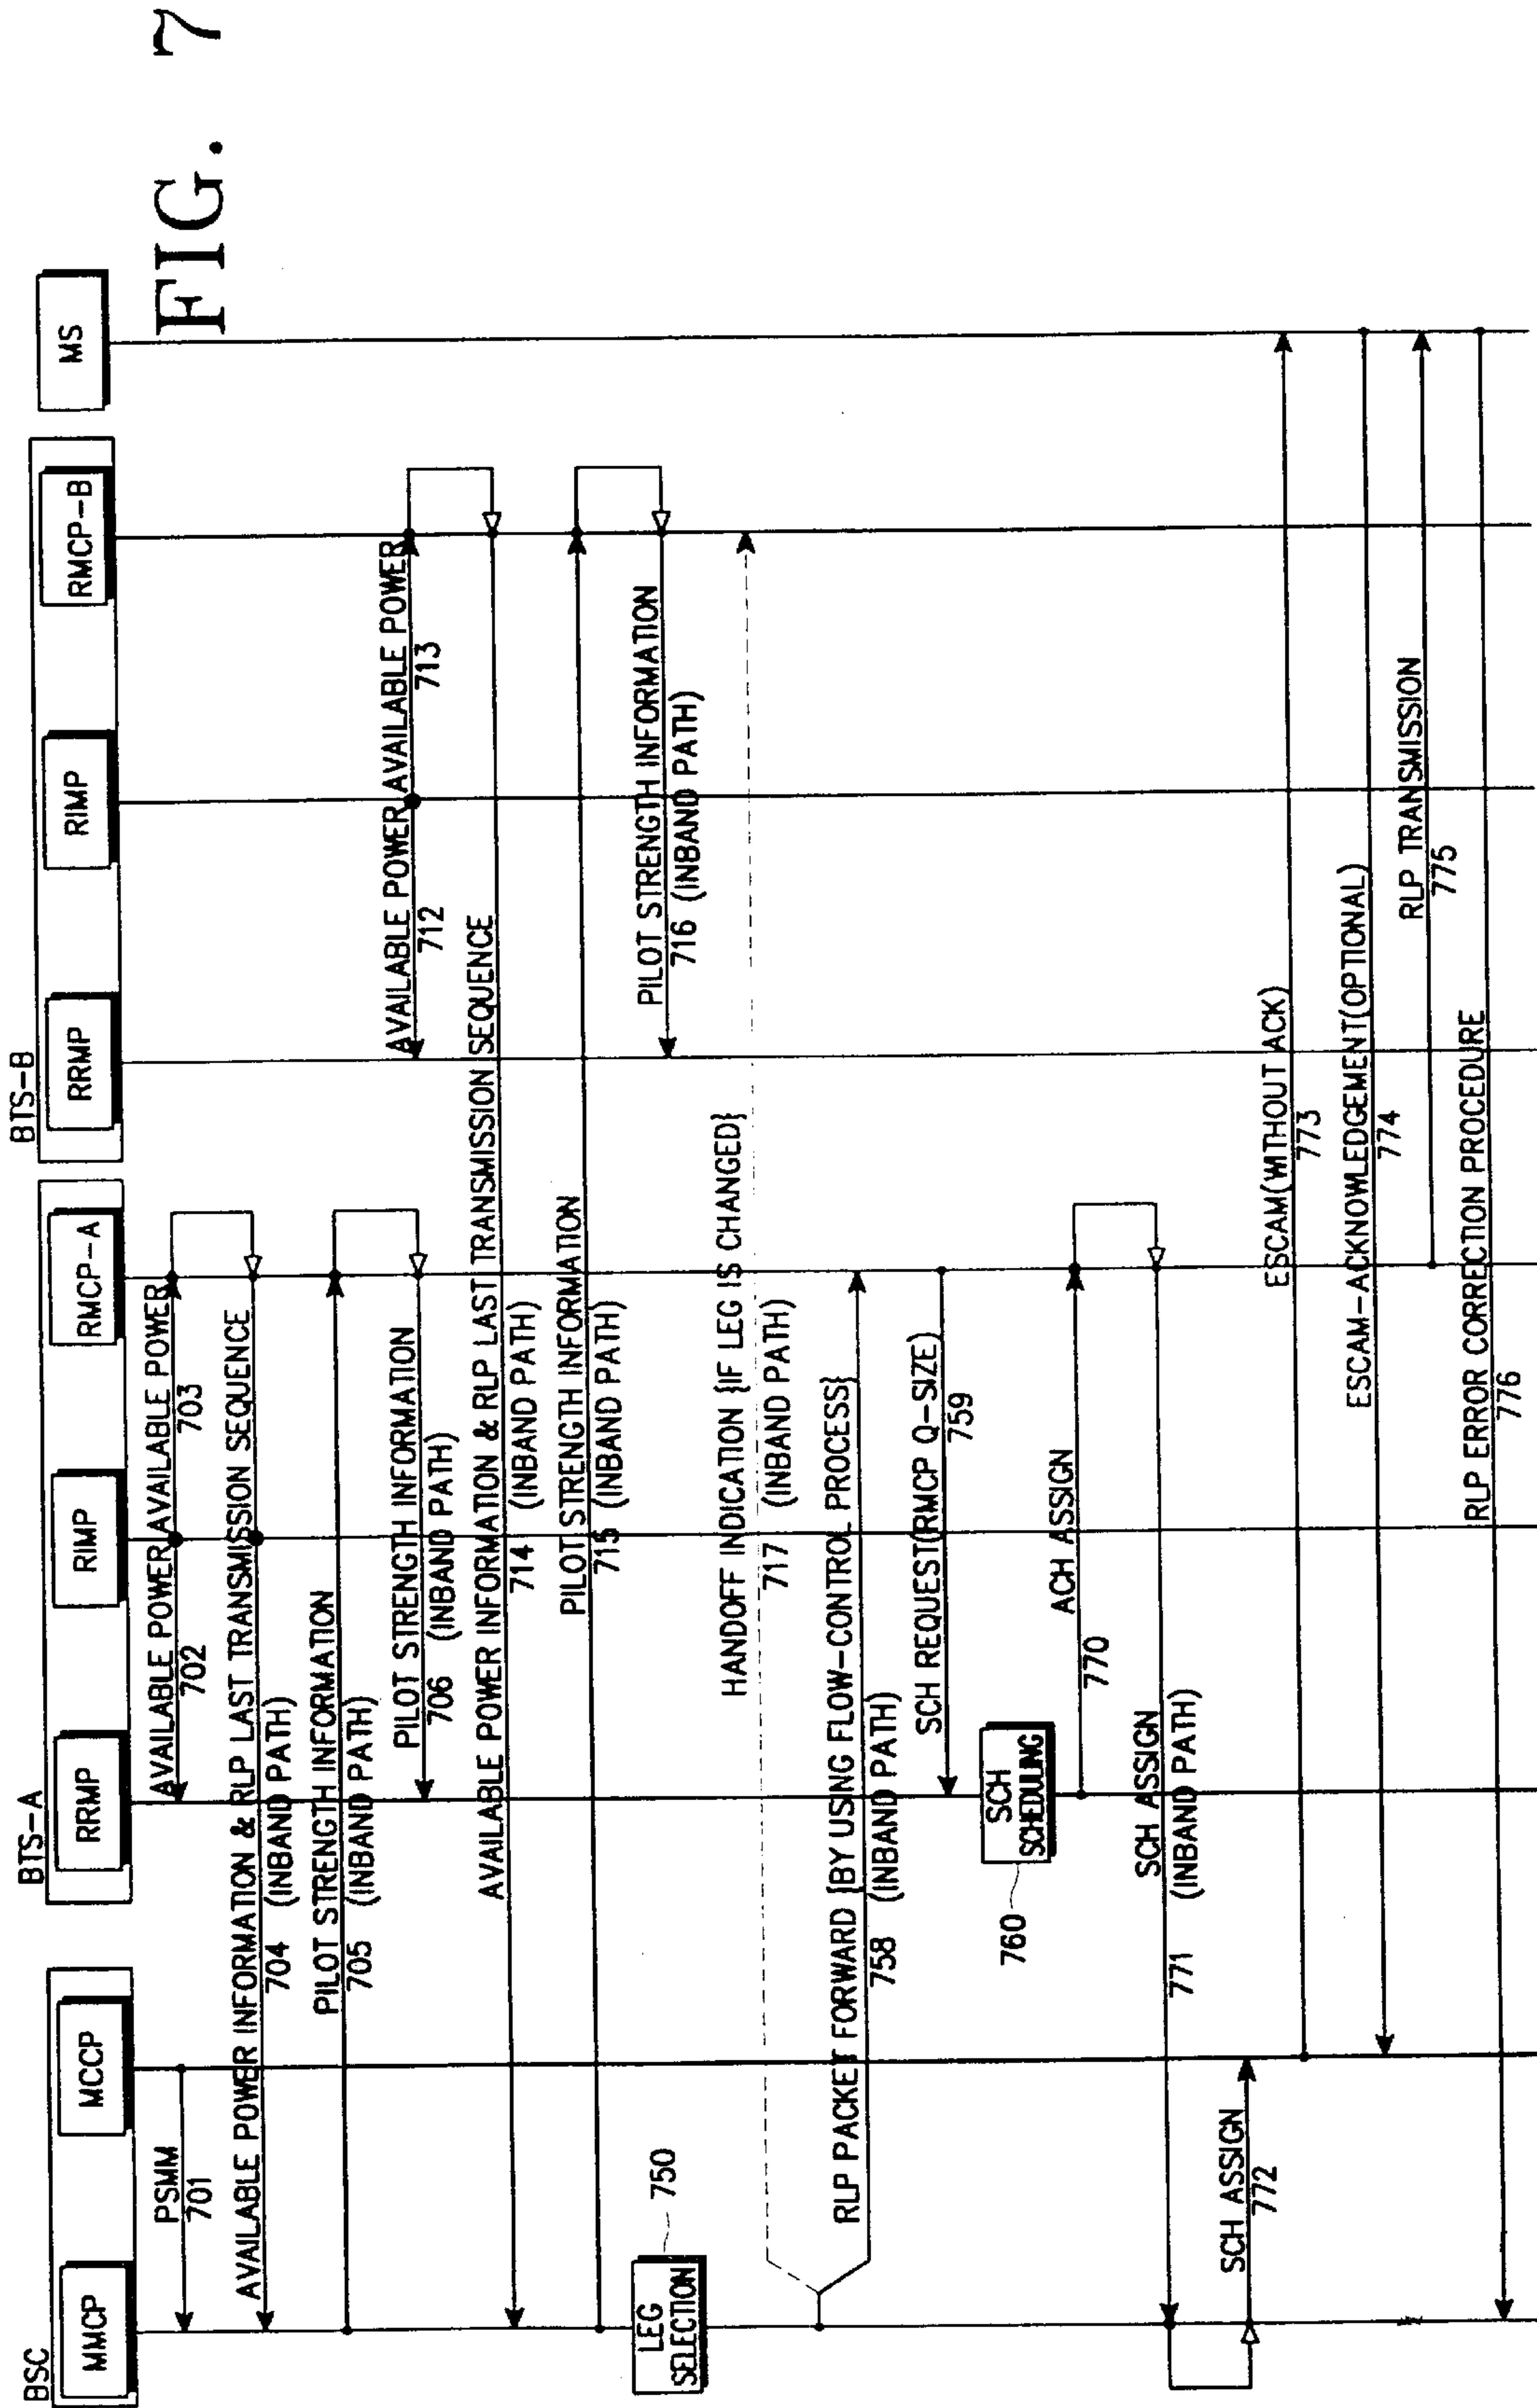 FIG. 7
BSC
MMCP
MCCP
BTS-A
RRMP
RIMP
RMCP-A
BTS-B
RRMP
RIMP
RMCP-B
MS
PSMM
701
AVAILABLE POWER
702
AVAILABLE POWER
703
AVAILABLE POWER INFORMATION & RLP LAST TRANSMISSION SEQUENCE
704 (INBAND PATH)
PILOT STRENGTH INFORMATION
705 (INBAND PATH)
PILOT STRENGTH INFORMATION
706 (INBAND PATH)
AVAILABLE POWER
712
AVAILABLE POWER
713
AVAILABLE POWER INFORMATION & RLP LAST TRANSMISSION SEQUENCE
714 (INBAND PATH)
PILOT STRENGTH INFORMATION
715 (INBAND PATH)
PILOT STRENGTH INFORMATION
716 (INBAND PATH)
LEG
SELECTION
750
HANDOFF INDICATION {IF LEG IS CHANGED}
717 (INBAND PATH)
RLP PACKET FORWARD {BY USING FLOW-CONTROL PROCESS}
758 (INBAND PATH)
SCH REQUEST(RMCP Q-SIZE)
759
SCH
SCHEDULING
760
ACH ASSIGN
770
SCH ASSIGN
771 (INBAND PATH)
SCH ASSIGN
772
ESCAM(WITHOUT ACK)
773
ESCAM-ACKNOWLEDGEMENT(OPTIONAL)
774
RLP TRANSMISSION
775
RLP ERROR CORRECTION PROCEDURE
776